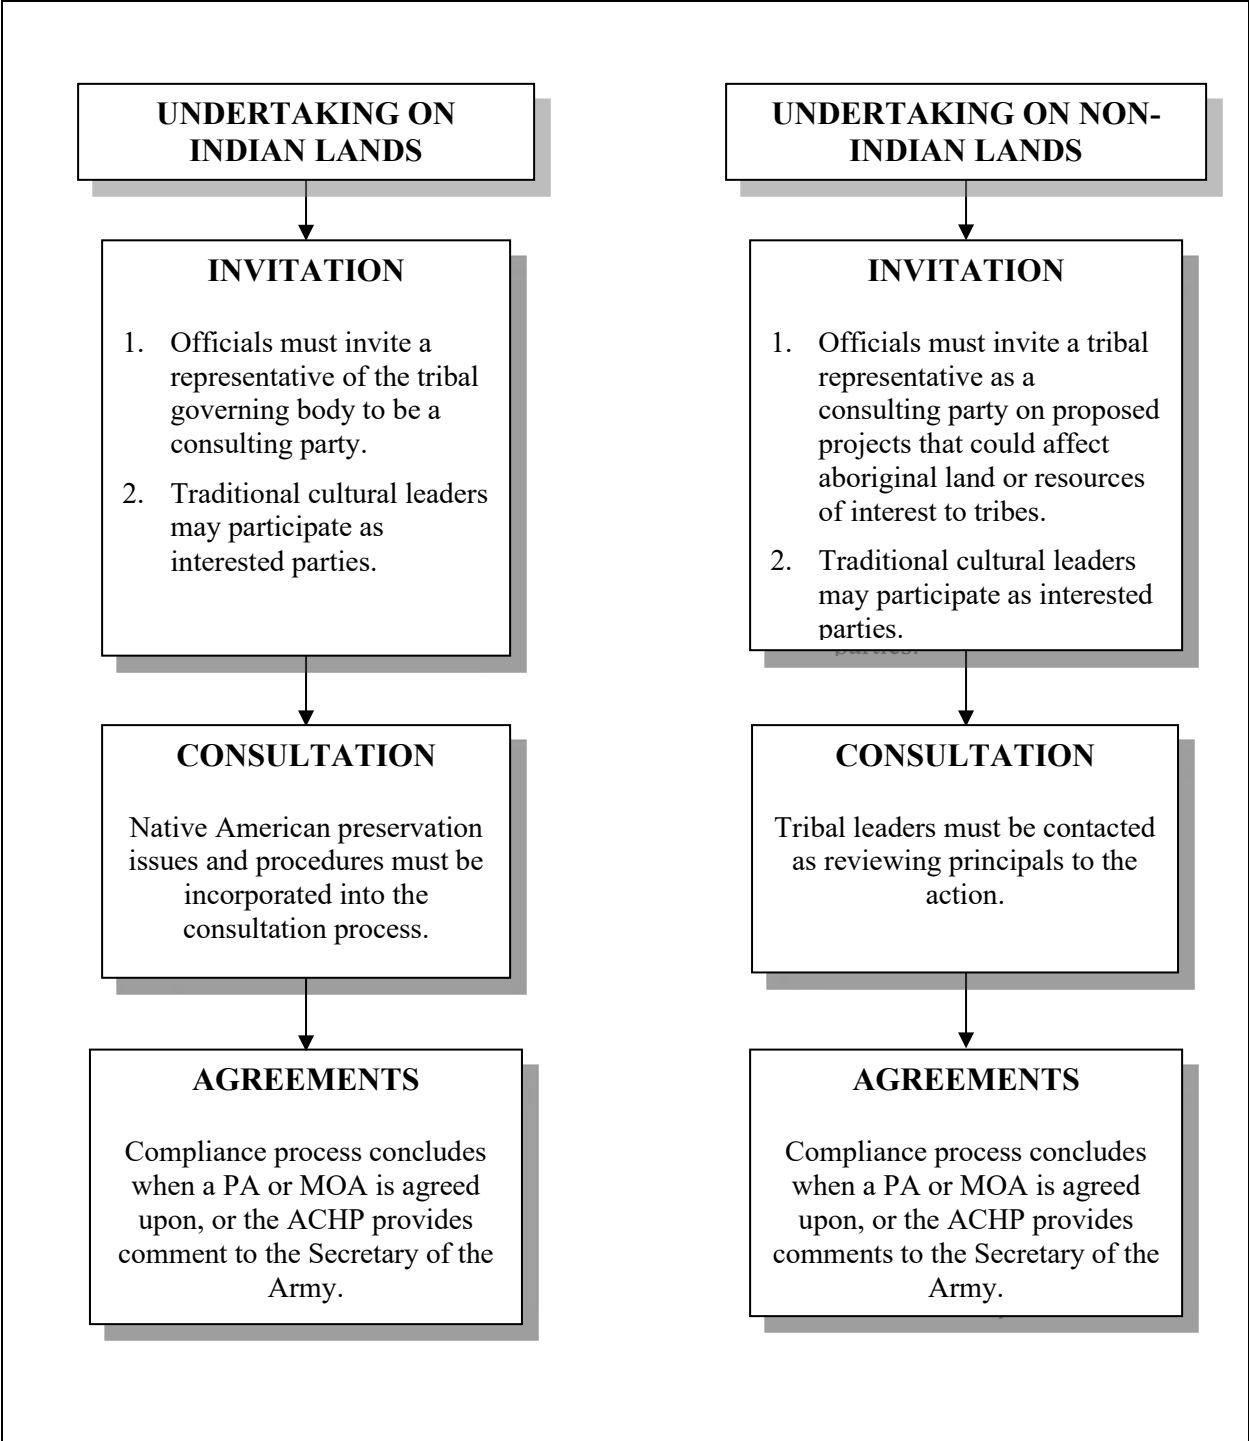 UNDERTAKING ON
INDIAN LANDS
INVITATION
1. Officials must invite a
representative of the tribal
governing body to be a
consulting party.
2. Traditional cultural leaders
may participate as
interested parties.
CONSULTATION
Native American preservation
issues and procedures must be
incorporated into the
consultation process.
AGREEMENTS
Compliance process concludes
when a PA or MOA is agreed
upon, or the ACHP provides
comment to the Secretary of the
Army.
UNDERTAKING ON NON-
INDIAN LANDS
INVITATION
1. Officials must invite a tribal
representative as a
consulting party on proposed
projects that could affect
aboriginal land or resources
of interest to tribes.
2. Traditional cultural leaders
may participate as interested
parties.
CONSULTATION
Tribal leaders must be contacted
as reviewing principals to the
action.
AGREEMENTS
Compliance process concludes
when a PA or MOA is agreed
upon, or the ACHP provides
comments to the Secretary of the
Army.